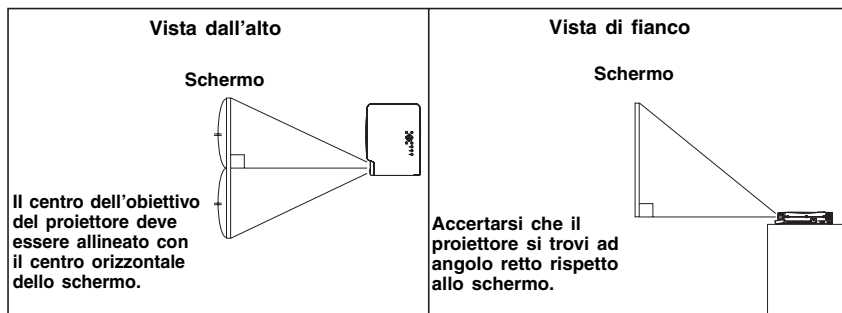 Vista dall'alto
Schermo
Il centro dell'obiettivo
del proiettore deve
essere allineato con
il centro orizzontale
dello schermo.
Vista di fianco
Schermo
Accertarsi che il
proiettore si trovi ad
angolo retto rispetto
allo schermo.